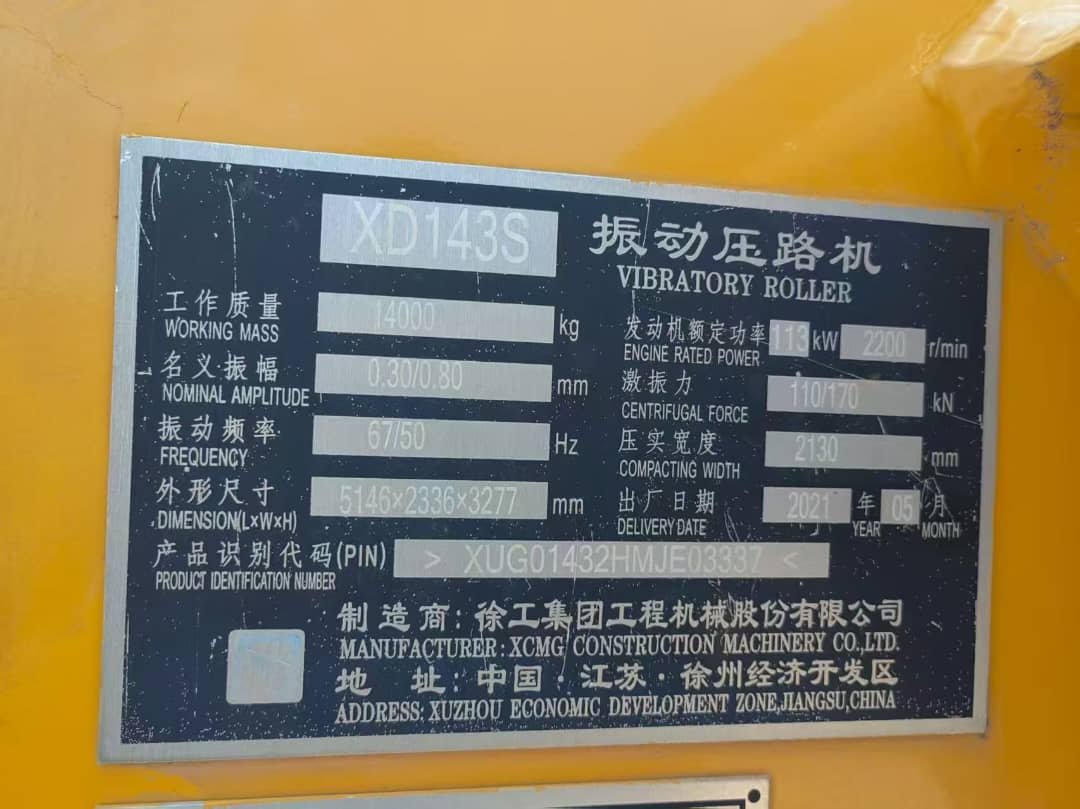 XD143S 振动压路机
VIBRATORY ROLLER
工作质量 14000 kg
WORKING MASS
发动机额定功率 113 kW 2200 r/min
ENGINE RATED POWER
名义振幅 0.30/0.80 mm
NOMINAL AMPLITUDE
激振力 110/170 kN
CENTRIFUGAL FORCE
振动频率 67/50 Hz
FREQUENCY
压实宽度 2130 mm
COMPACTING WIDTH
外形尺寸 5146×2336×3277 mm
DIMENSION(L×W×H)
出厂日期 2021 年 05 月
DELIVERY DATE YEAR MONTH
产品识别代码(PIN) > XUG01432HMJE03337 <
PRODUCT IDENTIFICATION NUMBER
制造商: 徐工集团工程机械股份有限公司
MANUFACTURER: XCMG CONSTRUCTION MACHINERY CO.,LTD.
地 址: 中国·江苏·徐州经济开发区
ADDRESS: XUZHOU ECONOMIC DEVELOPMENT ZONE,JIANGSU,CHINA